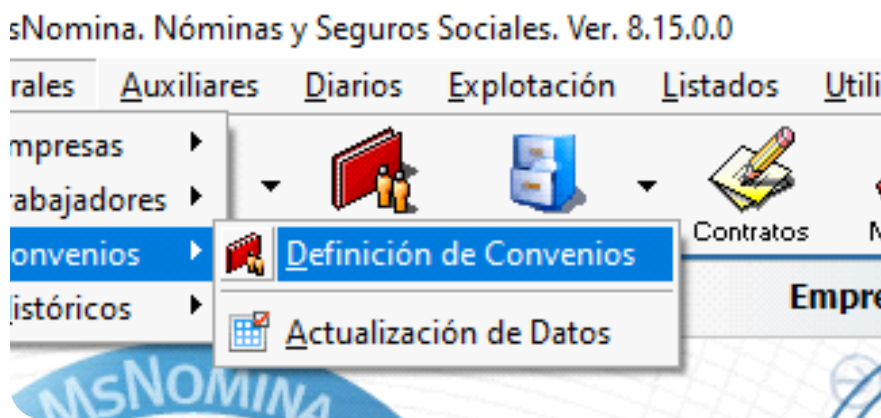 sNomina. Nóminas y Seguros Sociales. Ver. 8.15.0.0
rales Auxiliares Diarios Explotación Listados Utili
mpresas
rabajadores
onvenios
istóricos
Definición de Convenios
Actualización de Datos
Contratos
Empre
MSNOMINA